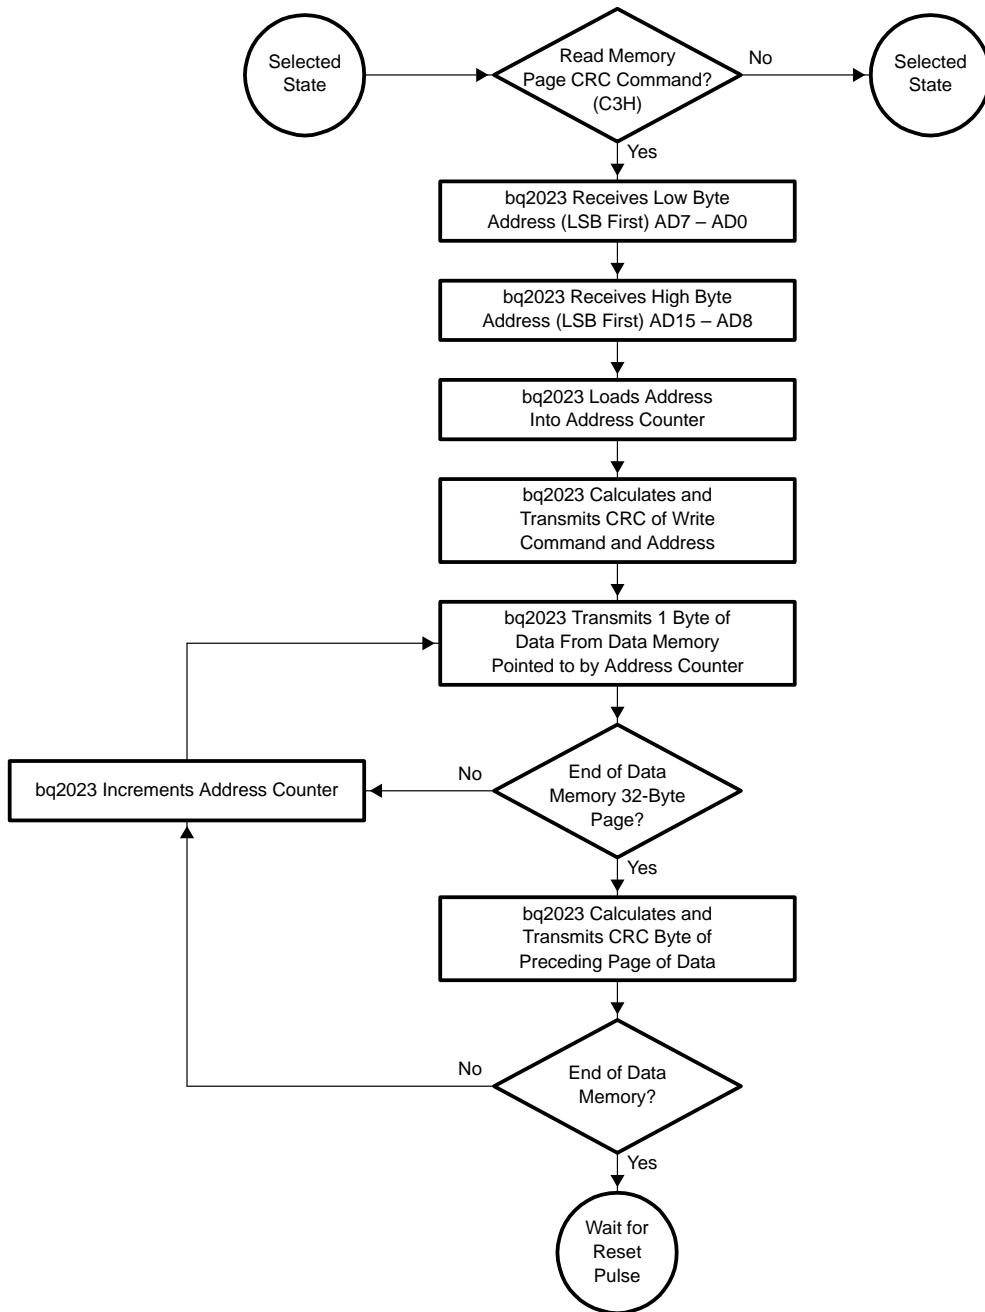 Selected
State
Read Memory
Page CRC Command?
(C3H)
No
Selected
State
Yes
bq2023 Receives Low Byte
Address (LSB First) AD7 – AD0
bq2023 Receives High Byte
Address (LSB First) AD15 – AD8
bq2023 Loads Address
Into Address Counter
bq2023 Calculates and
Transmits CRC of Write
Command and Address
bq2023 Transmits 1 Byte of
Data From Data Memory
Pointed to by Address Counter
bq2023 Increments Address Counter
No
End of Data
Memory 32-Byte
Page?
Yes
bq2023 Calculates and
Transmits CRC Byte of
Preceding Page of Data
No
End of Data
Memory?
Yes
Wait for
Reset
Pulse